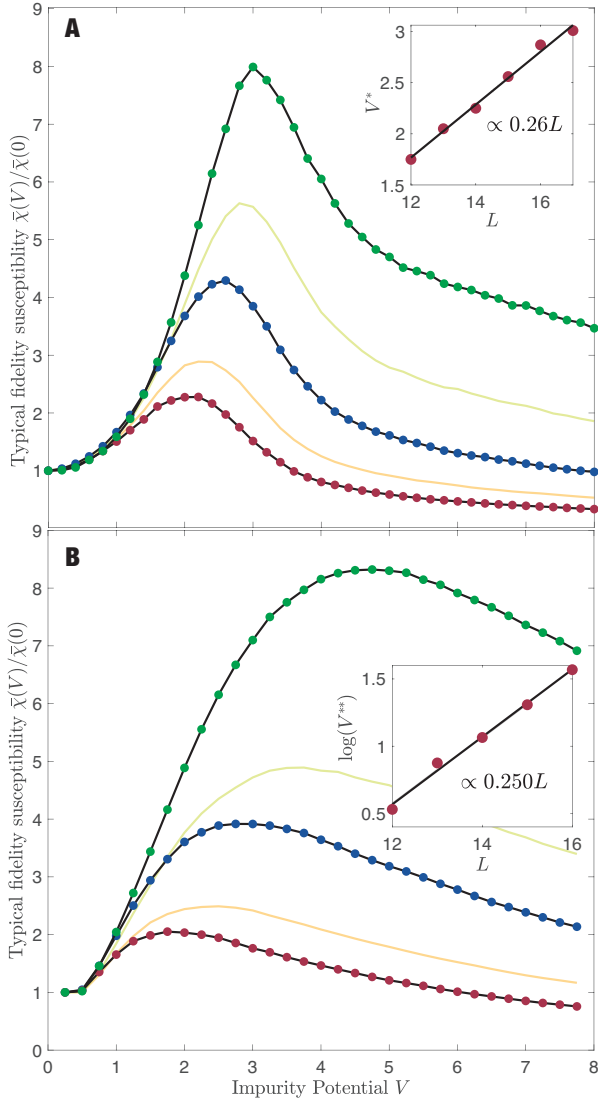 A
9
8
7
6
5
4
3
2
1
Typical fidelity susceptiblity χ̄(V)/χ̄(0)
3
2.5
2
1.5
V*
12 14 16
L
∝ 0.26L
B
9
8
7
6
5
4
3
2
1
0
Typical fidelity susceptibility χ̄(V)/χ̄(0)
1.5
1
0.5
log(V**)
12 14 16
L
∝ 0.250L
0 1 2 3 4 5 6 7 8
Impurity Potential V